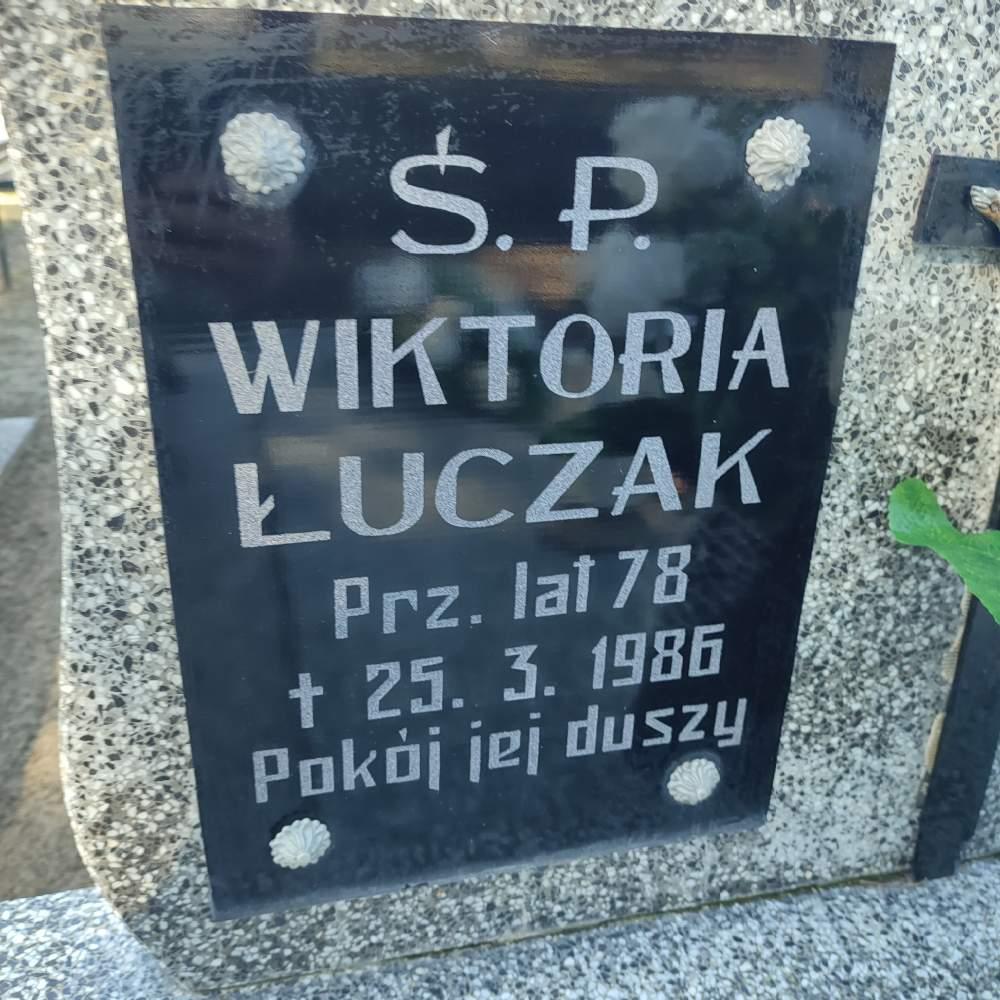 Ś. P.
WIKTORIA
ŁUCZAK
Prz. lat 78
† 25. 3. 1986
Pokój jej duszy